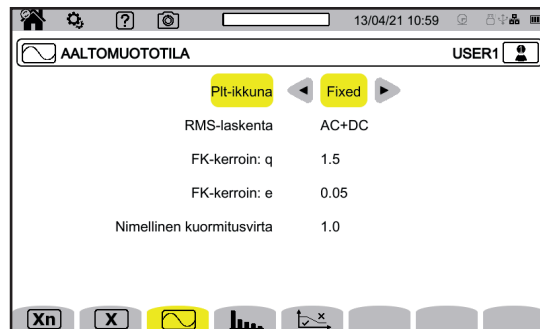 13/04/21 10:59
AALTOMUOTOTILA USER1
Plt-ikkuna Fixed
RMS-laskenta AC+DC
FK-kerroin: q 1.5
FK-kerroin: e 0.05
Nimellinen kuormitusvirta 1.0
Xn X